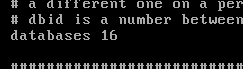 # a different one on a per
# dbid is a number between
databases 16
##########################